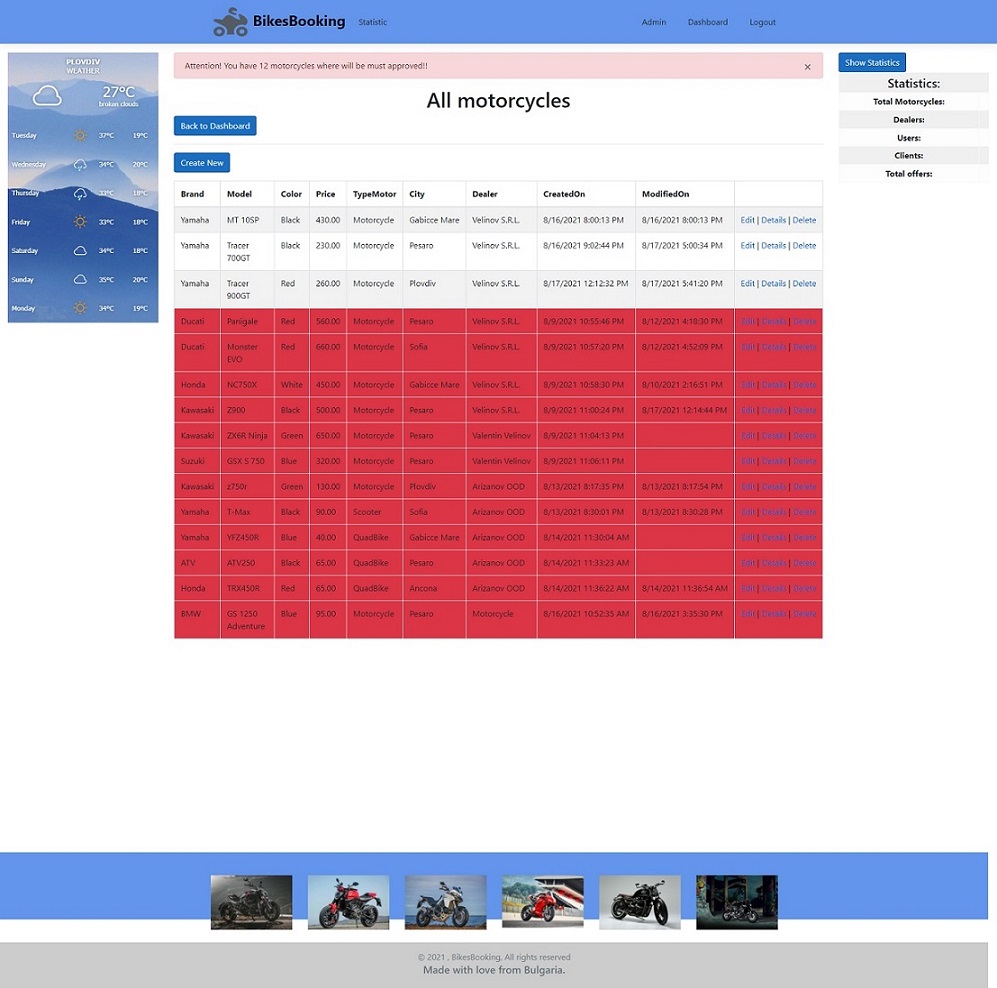 BikesBooking Statistic Admin Dashboard Logout
PLOVDIV
WEATHER
27°C
broken clouds
Tuesday 37°C 19°C
Wednesday 34°C 20°C
Thursday 33°C 18°C
Friday 33°C 18°C
Saturday 34°C 18°C
Sunday 35°C 20°C
Monday 34°C 19°C
Attention! You have 12 motorcycles where will be must approved!! ×
All motorcycles
Back to Dashboard
Create New
Brand Model Color Price TypeMotor City Dealer CreatedOn ModifiedOn
Yamaha MT 10SP Black 430.00 Motorcycle Gabicce Mare Velinov S.R.L. 8/16/2021 8:00:13 PM 8/16/2021 8:00:13 PM Edit | Details | Delete
Yamaha Tracer 700GT Black 230.00 Motorcycle Pesaro Velinov S.R.L. 8/16/2021 9:02:44 PM 8/17/2021 5:00:34 PM Edit | Details | Delete
Yamaha Tracer 900GT Red 260.00 Motorcycle Plovdiv Velinov S.R.L. 8/17/2021 12:12:32 PM 8/17/2021 5:41:20 PM Edit | Details | Delete
Ducati Panigale Red 560.00 Motorcycle Pesaro Velinov S.R.L. 8/9/2021 10:55:46 PM 8/12/2021 4:18:30 PM Edit | Details | Delete
Ducati Monster EVO Red 660.00 Motorcycle Sofia Velinov S.R.L. 8/9/2021 10:57:20 PM 8/12/2021 4:52:09 PM Edit | Details | Delete
Honda NC750X White 450.00 Motorcycle Gabicce Mare Velinov S.R.L. 8/9/2021 10:58:30 PM 8/10/2021 2:16:51 PM Edit | Details | Delete
Kawasaki Z900 Black 500.00 Motorcycle Pesaro Velinov S.R.L. 8/9/2021 11:00:24 PM 8/17/2021 12:14:44 PM Edit | Details | Delete
Kawasaki ZX6R Ninja Green 650.00 Motorcycle Pesaro Valentin Velinov 8/9/2021 11:04:13 PM Edit | Details | Delete
Suzuki GSX S 750 Blue 320.00 Motorcycle Pesaro Valentin Velinov 8/9/2021 11:06:11 PM Edit | Details | Delete
Kawasaki z750r Green 130.00 Motorcycle Plovdiv Arizanov OOD 8/13/2021 8:17:35 PM 8/13/2021 8:17:54 PM Edit | Details | Delete
Yamaha T-Max Black 90.00 Scooter Sofia Arizanov OOD 8/13/2021 8:30:01 PM 8/13/2021 8:30:28 PM Edit | Details | Delete
Yamaha YFZ450R Blue 40.00 QuadBike Gabicce Mare Arizanov OOD 8/14/2021 11:30:04 AM Edit | Details | Delete
ATV ATV250 Black 65.00 QuadBike Pesaro Arizanov OOD 8/14/2021 11:33:23 AM Edit | Details | Delete
Honda TRX450R Red 65.00 QuadBike Ancona Arizanov OOD 8/14/2021 11:36:22 AM 8/14/2021 11:36:54 AM Edit | Details | Delete
BMW GS 1250 Adventure Blue 95.00 Motorcycle Pesaro Motorcycle 8/16/2021 10:52:35 AM 8/16/2021 3:35:30 PM Edit | Details | Delete
Show Statistics
Statistics:
Total Motorcycles:
Dealers:
Users:
Clients:
Total offers:
© 2021 , BikesBooking. All rights reserved
Made with love from Bulgaria.